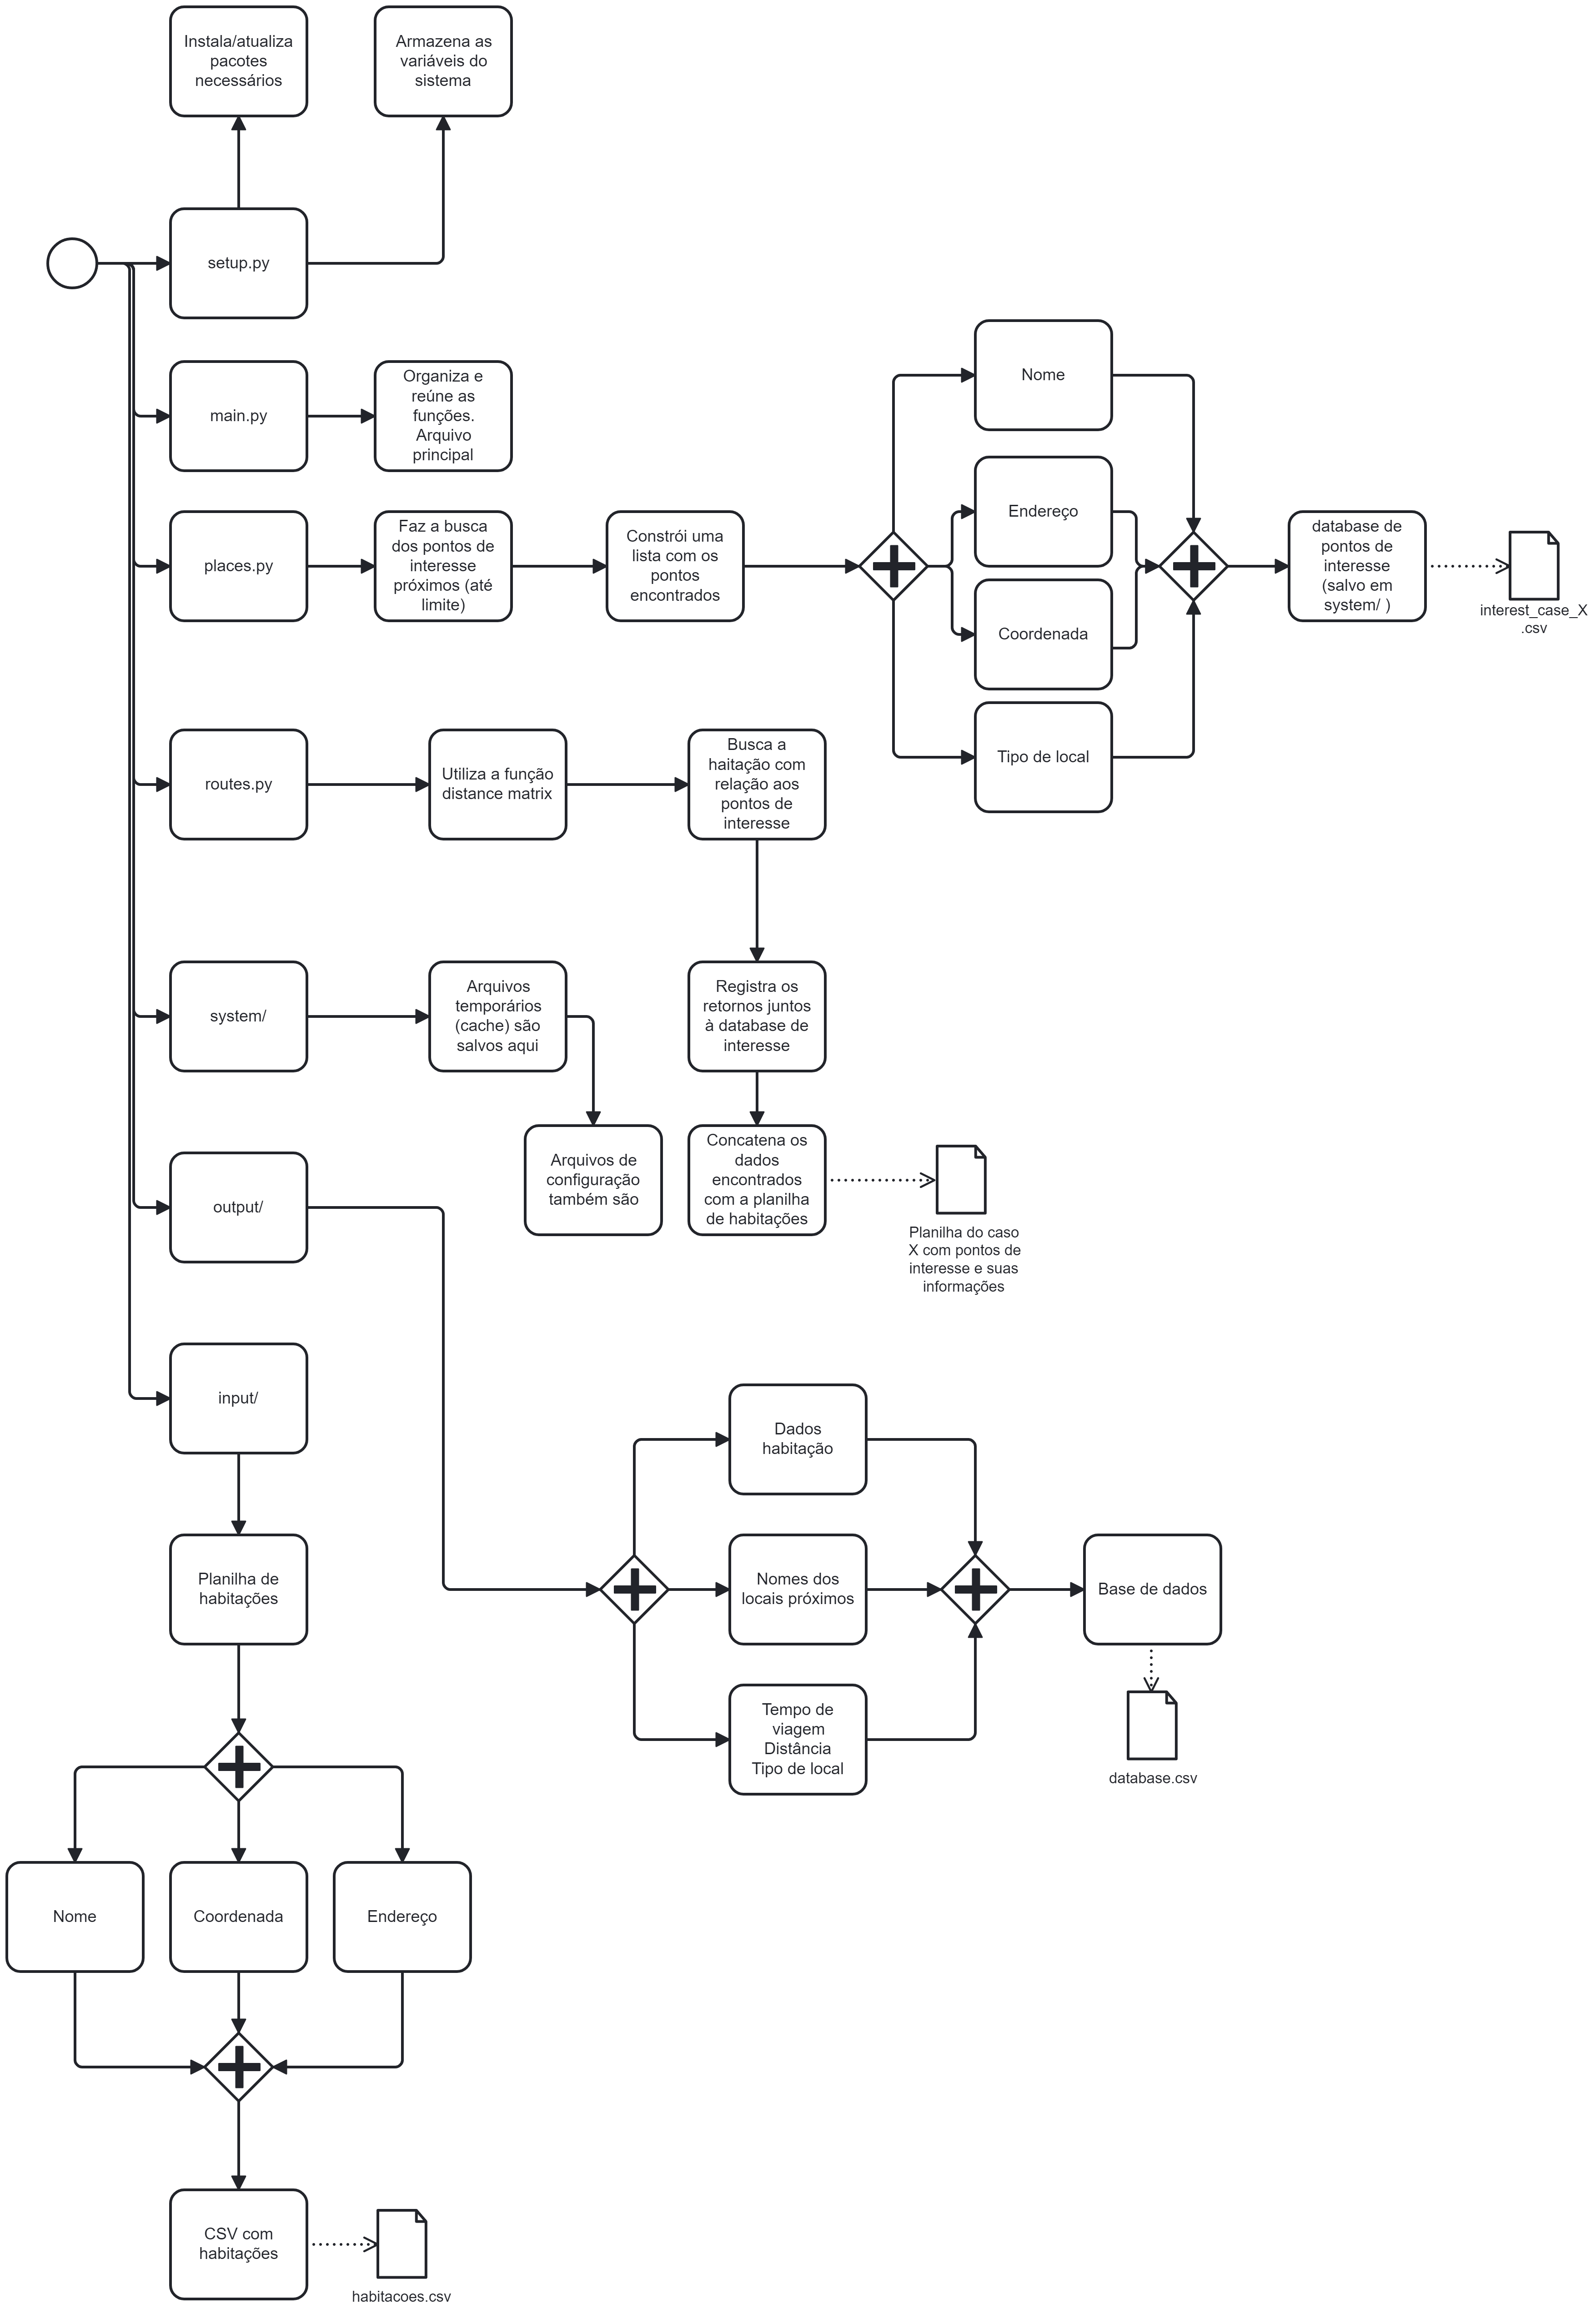 Instala/atualiza
pacotes
necessários
Armazena as
variáveis do
sistema
setup.py
main.py
Organiza e
reúne as
funções.
Arquivo
principal
places.py
Faz a busca
dos pontos de
interesse
próximos (até
limite)
Constrói uma
lista com os
pontos
encontrados
Nome
Endereço
Coordenada
Tipo de local
database de
pontos de
interesse
(salvo em
system/ )
interest_case_X
.csv
routes.py
Utiliza a função
distance matrix
Busca a
haitação com
relação aos
pontos de
interesse
Registra os
retornos juntos
à database de
interesse
Concatena os
dados
encontrados
com a planilha
de habitações
Planilha do caso
X com pontos de
interesse e suas
informações
system/
Arquivos
temporários
(cache) são
salvos aqui
Arquivos de
configuração
também são
output/
Dados
habitação
Nomes dos
locais próximos
Tempo de
viagem
Distância
Tipo de local
Base de dados
database.csv
input/
Planilha de
habitações
Nome
Coordenada
Endereço
CSV com
habitações
habitacoes.csv